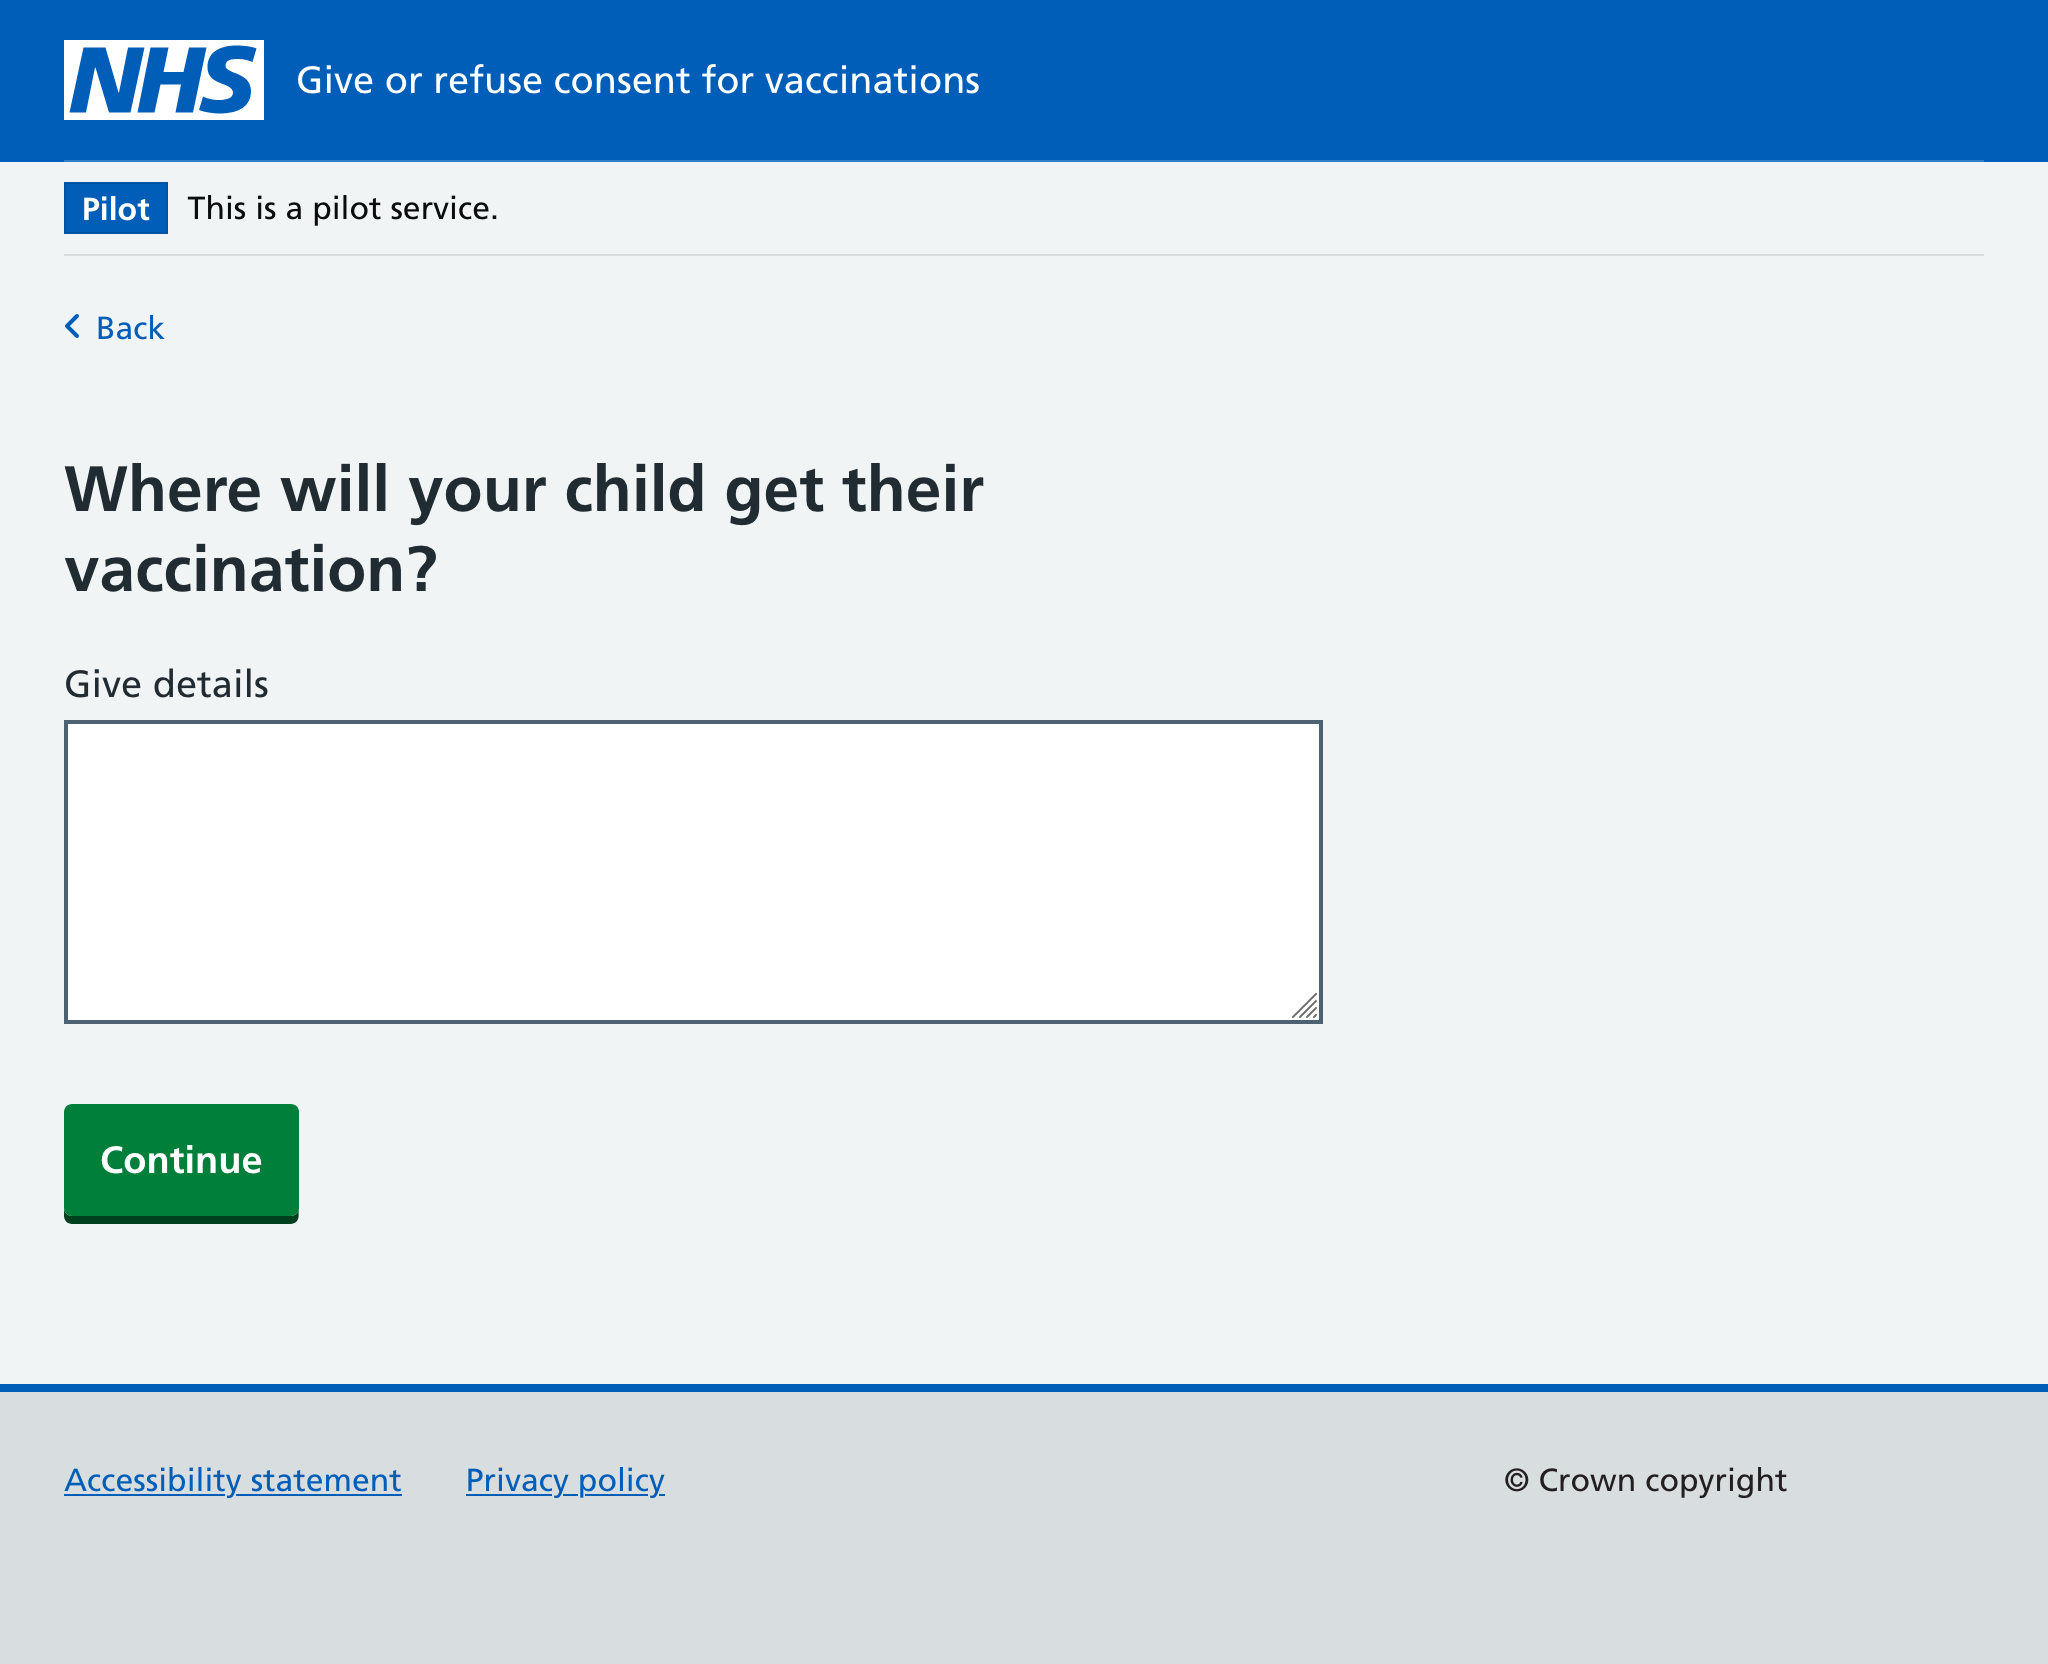 NHS Give or refuse consent for vaccinations
Pilot This is a pilot service.
Back
Where will your child get their
vaccination?
Give details
Continue
Accessibility statement Privacy policy © Crown copyright